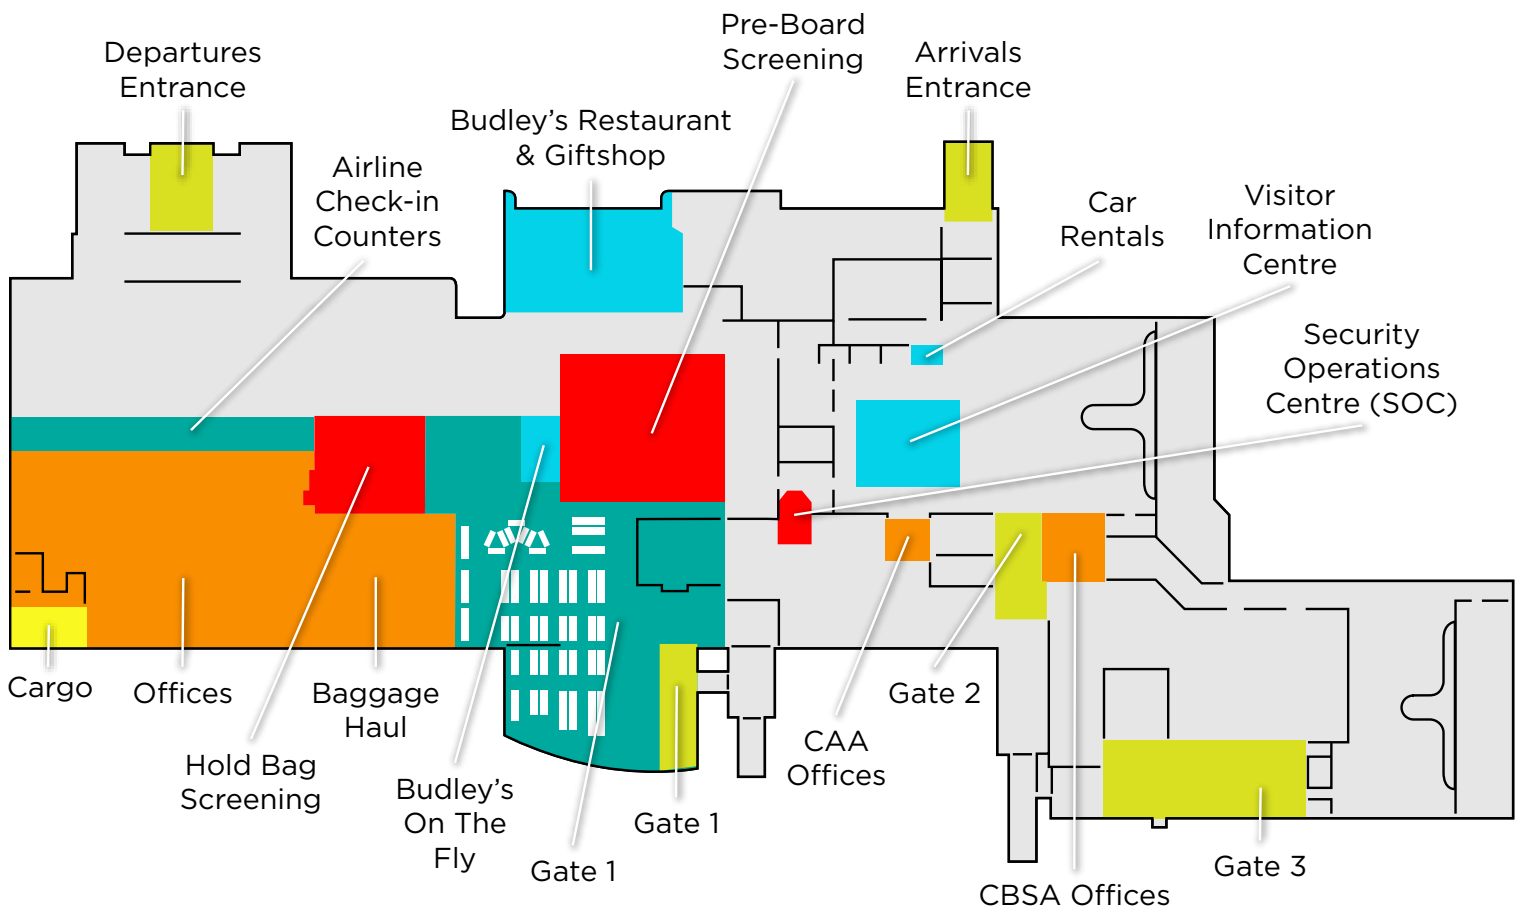 Departures
Entrance
Pre-Board
Screening
Arrivals
Entrance
Budley's Restaurant
& Giftshop
Airline
Check-in
Counters
Car
Rentals
Visitor
Information
Centre
Security
Operations
Centre (SOC)
Cargo
Offices
Baggage
Haul
Hold Bag
Screening
Budley's
On The
Fly
Gate 1
Gate 1
CAA
Offices
Gate 2
CBSA Offices
Gate 3